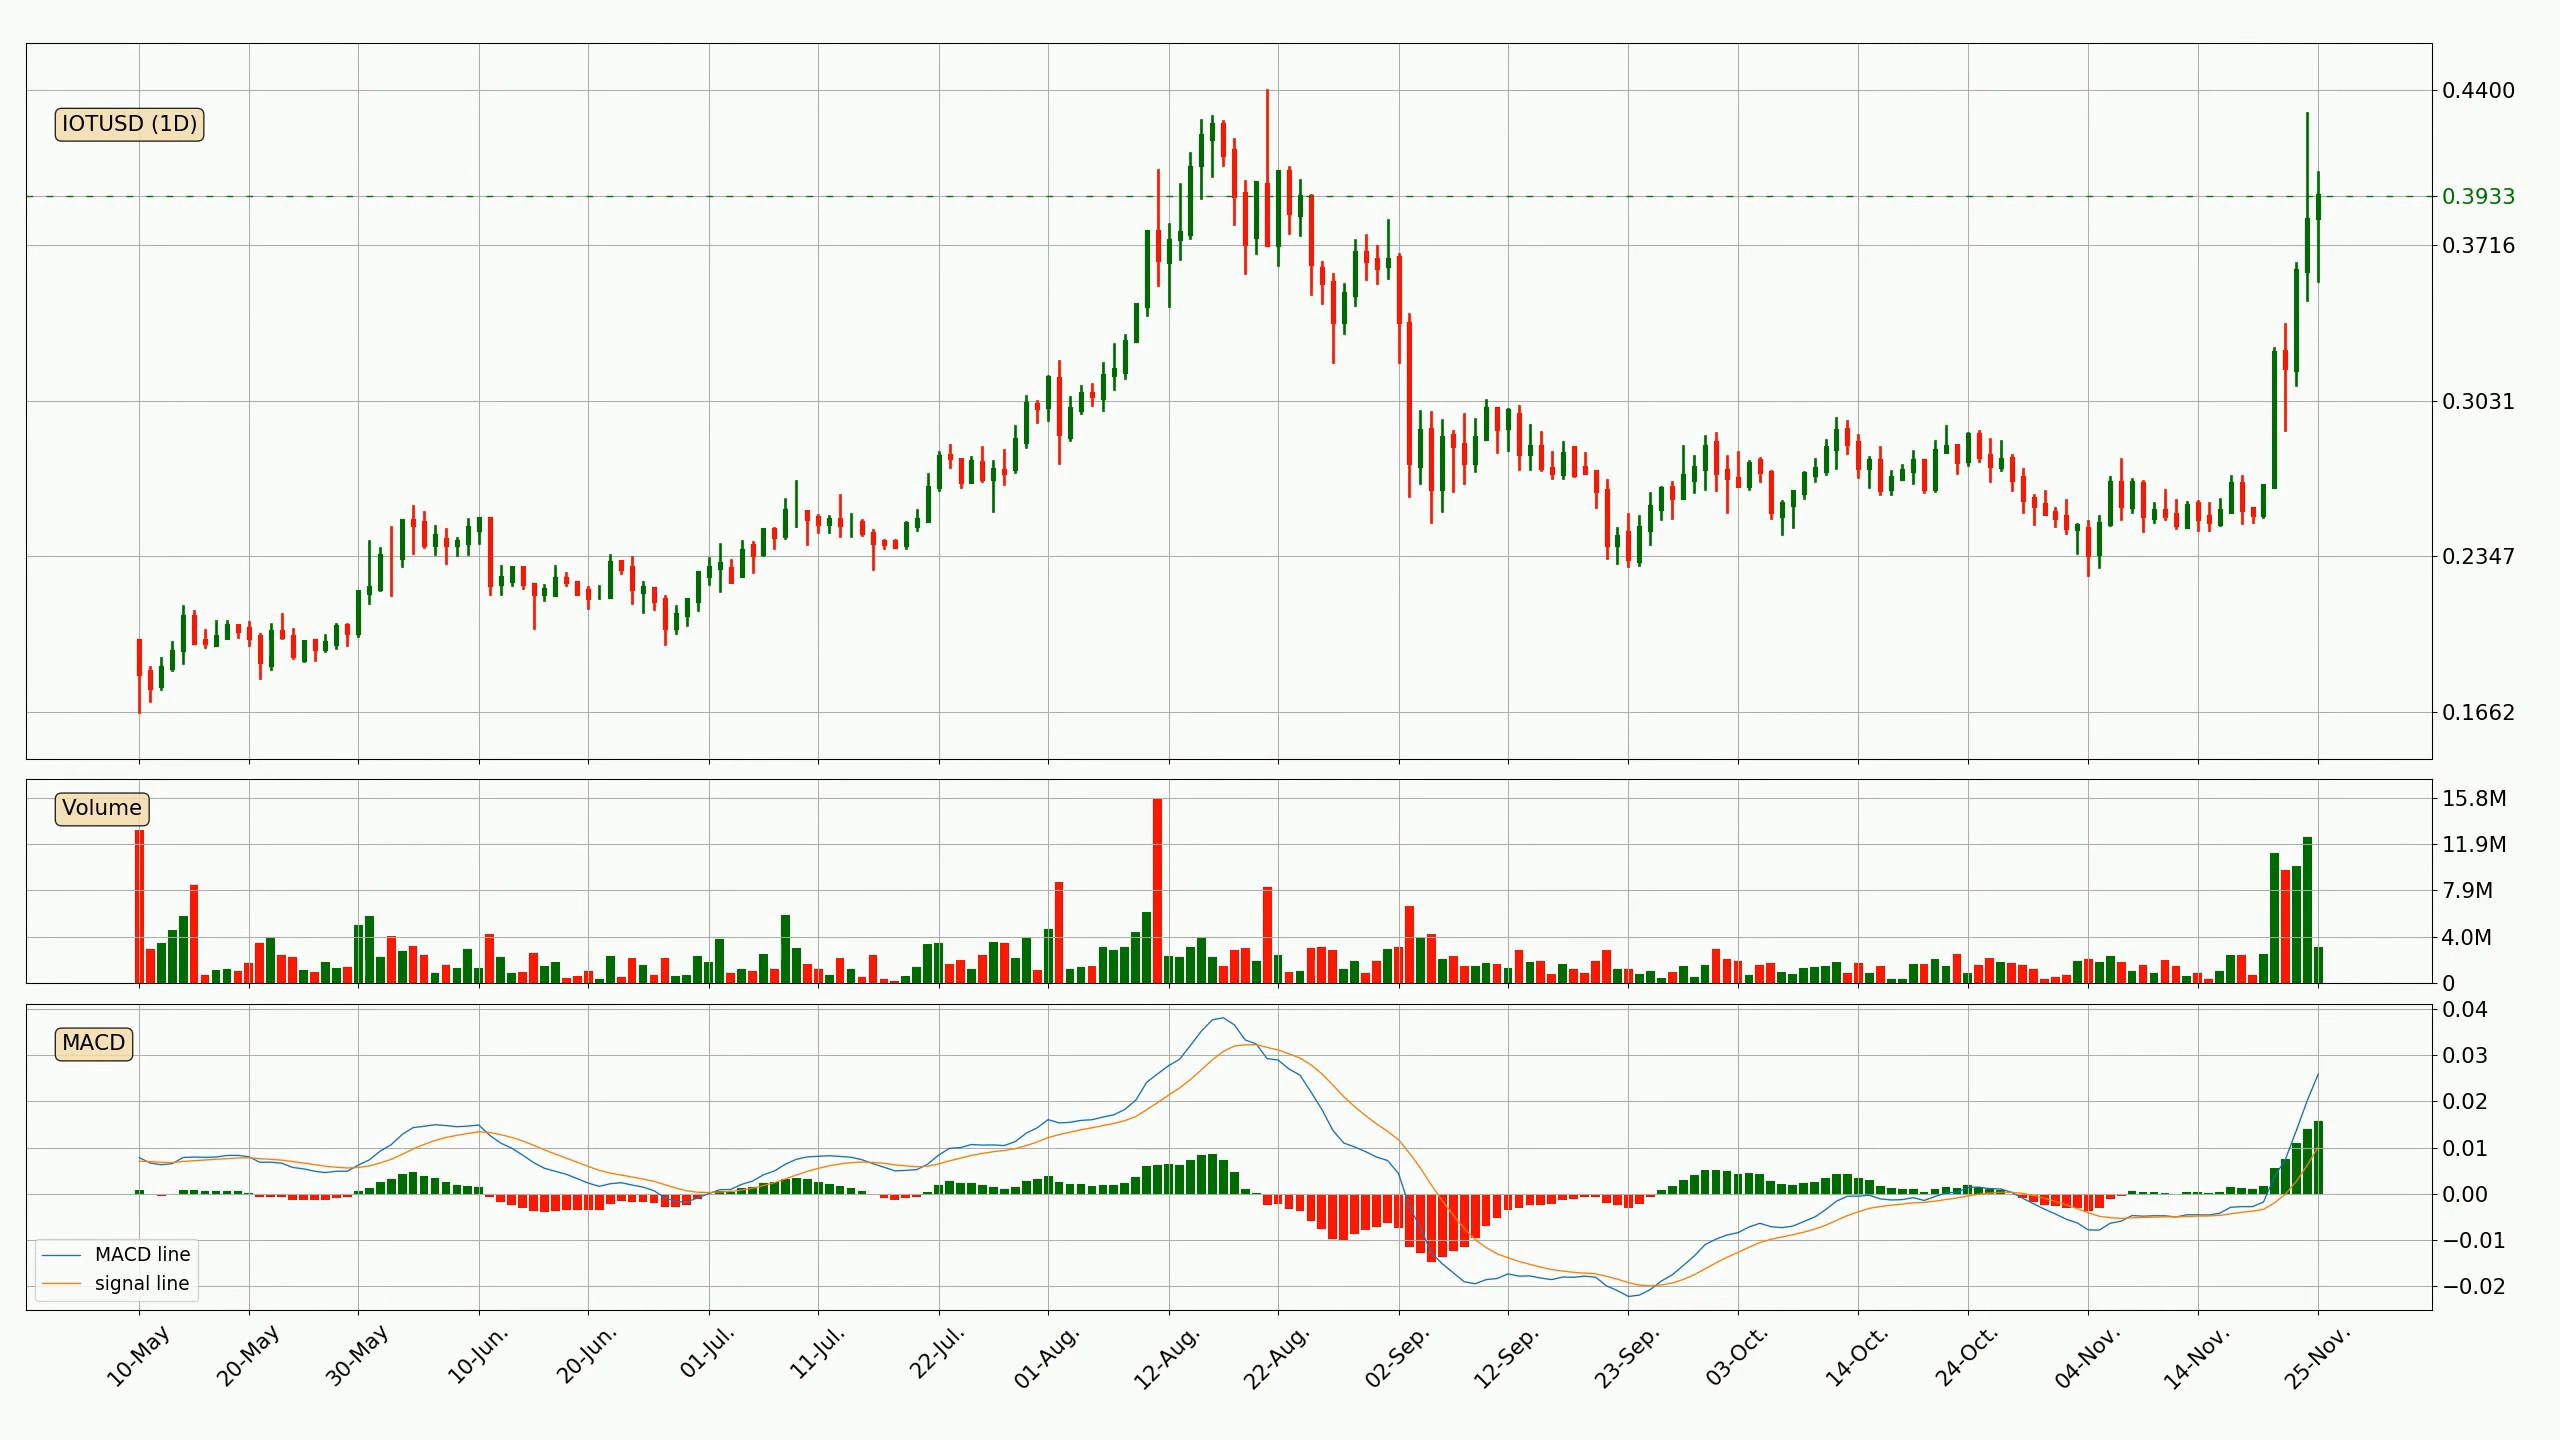 IOTUSD (1D)
0.4400
0.3933
0.3716
0.3031
0.2347
0.1662
Volume
15.8M
11.9M
7.9M
4.0M
0
MACD
0.04
0.03
0.02
0.01
0.00
−0.01
−0.02
MACD line
signal line
10-May
20-May
30-May
10-Jun.
20-Jun.
01-Jul.
11-Jul.
22-Jul.
01-Aug.
12-Aug.
22-Aug.
02-Sep.
12-Sep.
23-Sep.
03-Oct.
14-Oct.
24-Oct.
04-Nov.
14-Nov.
25-Nov.